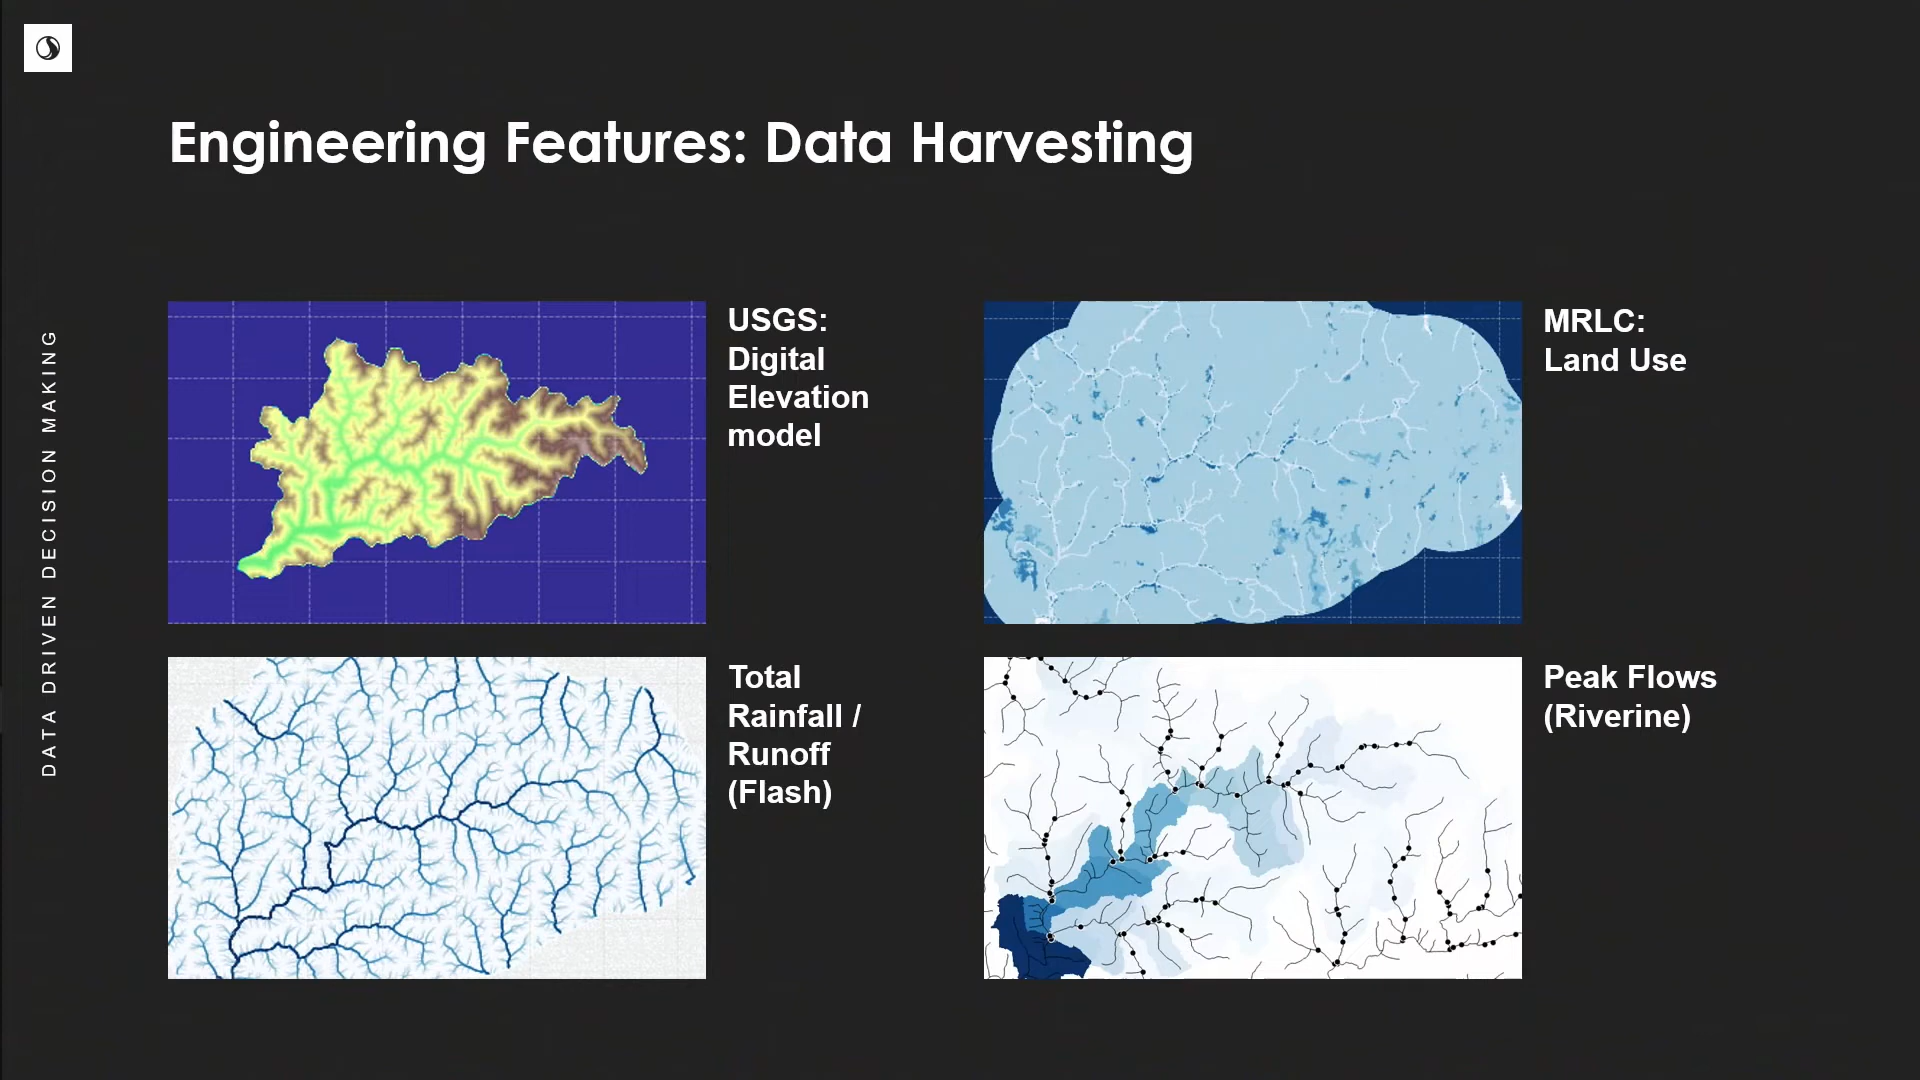 Engineering Features: Data Harvesting
DATA DRIVEN DECISION MAKING
USGS:
Digital
Elevation
model
MRLC:
Land Use
Total
Rainfall /
Runoff
(Flash)
Peak Flows
(Riverine)